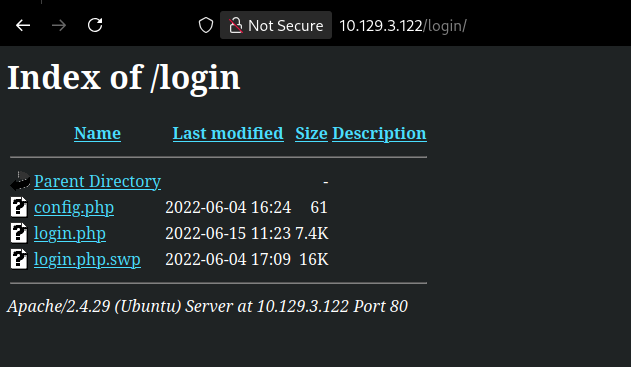 Not Secure 10.129.3.122/login/
Index of /login
Name Last modified Size Description
Parent Directory -
config.php 2022-06-04 16:24 61
login.php 2022-06-15 11:23 7.4K
login.php.swp 2022-06-04 17:09 16K
Apache/2.4.29 (Ubuntu) Server at 10.129.3.122 Port 80